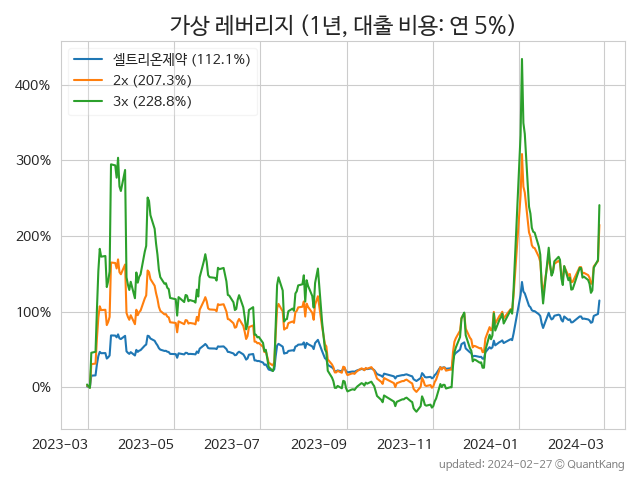 가상 레버리지 (1년, 대출 비용: 연 5%)
셀트리온제약 (112.1%)
2x (207.3%)
3x (228.8%)
400%
300%
200%
100%
0%
2023-03 2023-05 2023-07 2023-09 2023-11 2024-01 2024-03
updated: 2024-02-27 © QuantKang